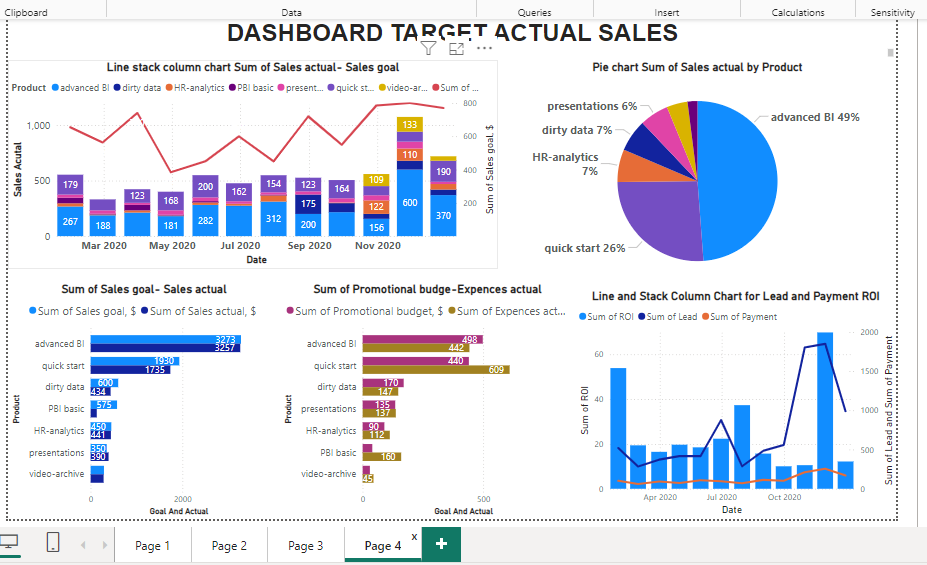 Clipboard Data Queries Insert Calculations Sensitivity
DASHBOARD TARGET ACTUAL SALES
Line stack column chart Sum of Sales actual- Sales goal
Product advanced BI dirty data HR-analytics PBI basic present... quick st... video-ar... Sum of ...
Sales Acutal
1,000
500
0
800
600
400
200
Sum of Sales goal, $
179
267
188
123
168
181
200
282
162
154
312
123
175
200
164
109
122
156
133
110
600
190
370
Mar 2020 May 2020 Jul 2020 Sep 2020 Nov 2020
Date
Pie chart Sum of Sales actual by Product
presentations 6%
dirty data 7%
HR-analytics
7%
quick start 26%
advanced BI 49%
Sum of Sales goal- Sales actual
Sum of Sales goal, $ Sum of Sales actual, $
Product
advanced BI 3273
3257
quick start 1930
1735
dirty data 600
434
PBI basic 575
HR-analytics 450
441
presentations 350
390
video-archive
0 2000
Goal And Actual
Sum of Promotional budge-Expences actual
Sum of Promotional budget, $ Sum of Expences act...
Product
advanced BI 498
442
quick start 440
609
dirty data 170
147
presentations 135
137
HR-analytics 90
112
PBI basic 160
video-archive 45
0 500
Goal And Actual
Line and Stack Column Chart for Lead and Payment ROI
Sum of ROI Sum of Lead Sum of Payment
Sum of ROI
60
40
20
0
2000
1500
1000
500
0
Sum of Lead and Sum of Payment
Apr 2020 Jul 2020 Oct 2020
Date
Page 1 Page 2 Page 3 Page 4 x +